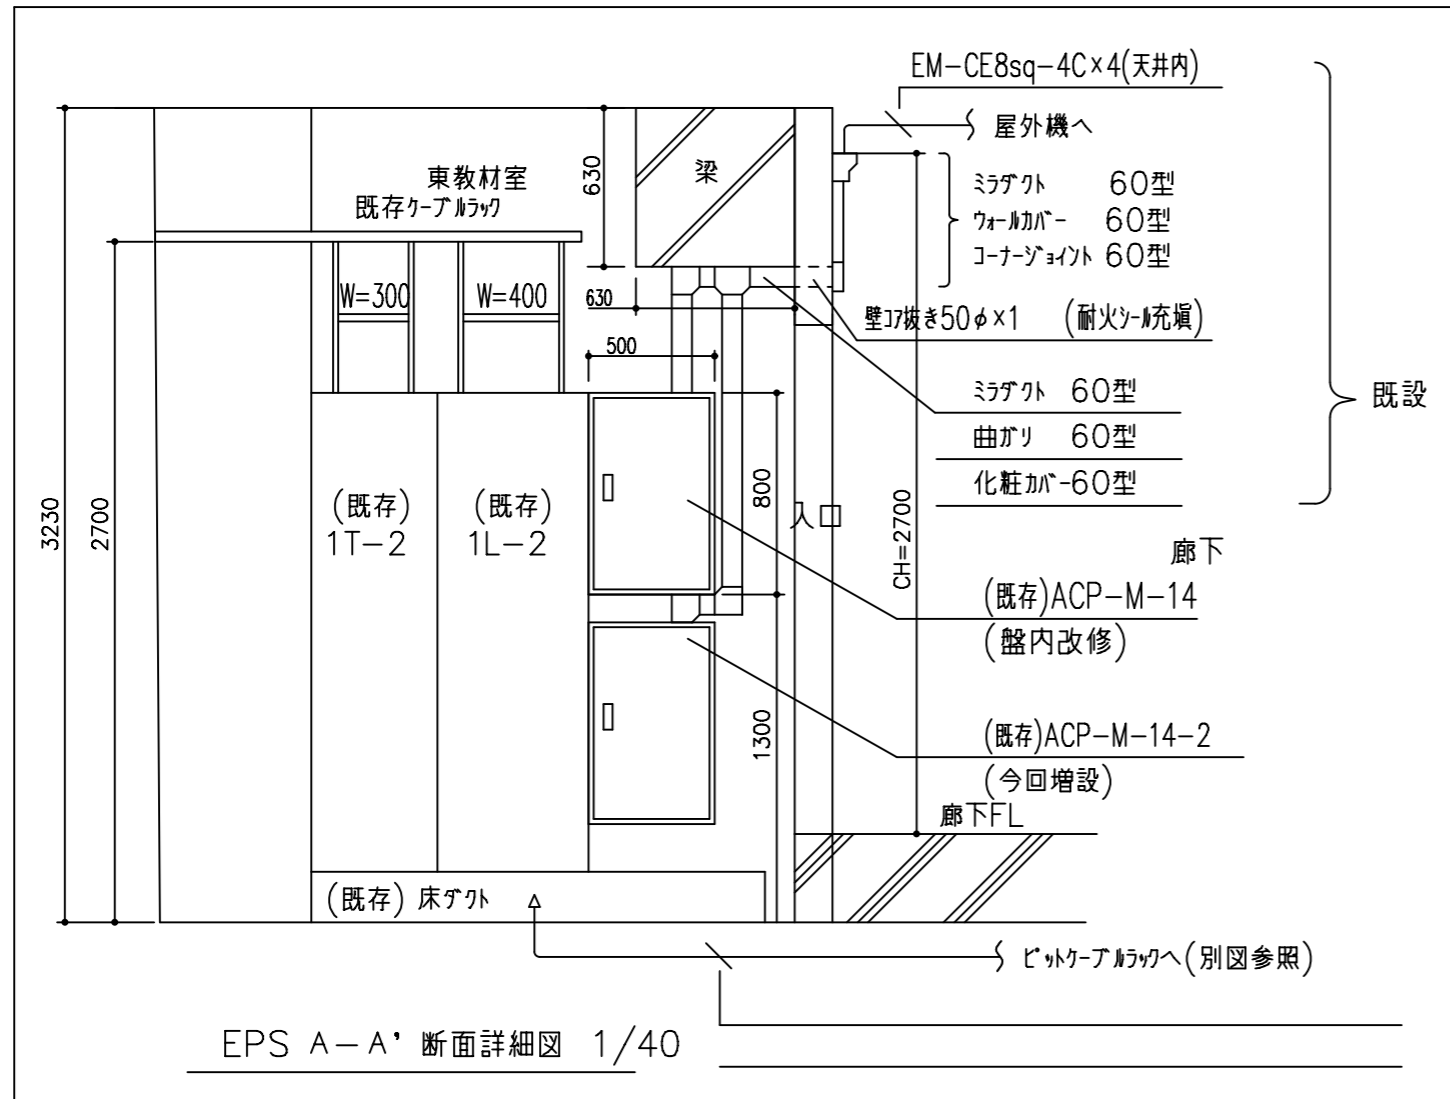 EM-CE8sq-4C×4(天井内)
屋外機へ
ミラダクト 60型
ウォールカバー 60型
コーナージョイント 60型
壁コア抜き50φ×1 (耐火シール充塡)
ミラダクト 60型
曲ガリ 60型
化粧カバー60型
既設
東教材室
既存ケーブルラック
梁
630
630
W=300
W=400
500
800
1300
3230
2700
CH=2700
(既存)
1T-2
(既存)
1L-2
入口
廊下
(既存)ACP-M-14
(盤内改修)
(既存)ACP-M-14-2
(今回増設)
廊下FL
(既存) 床ダクト
ピットケーブルラックへ(別図参照)
EPS A-A' 断面詳細図 1/40